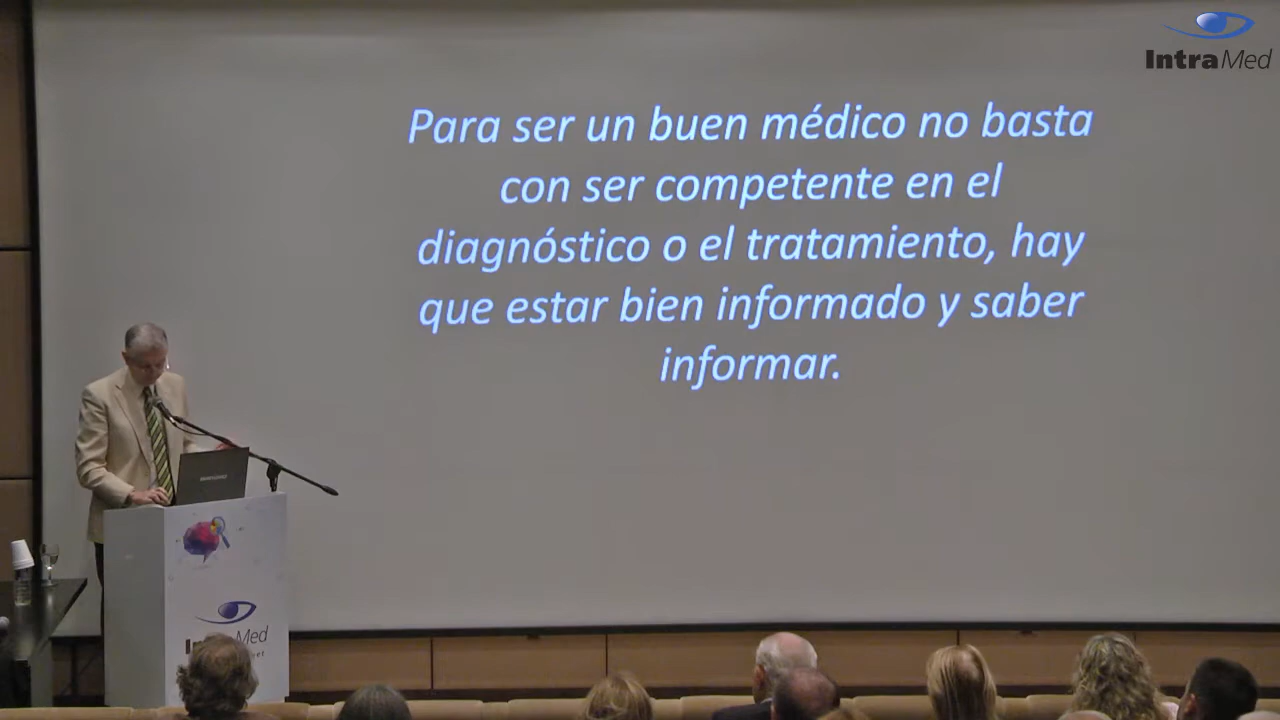 IntraMed
Para ser un buen médico no basta
con ser competente en el
diagnóstico o el tratamiento, hay
que estar bien informado y saber
informar.